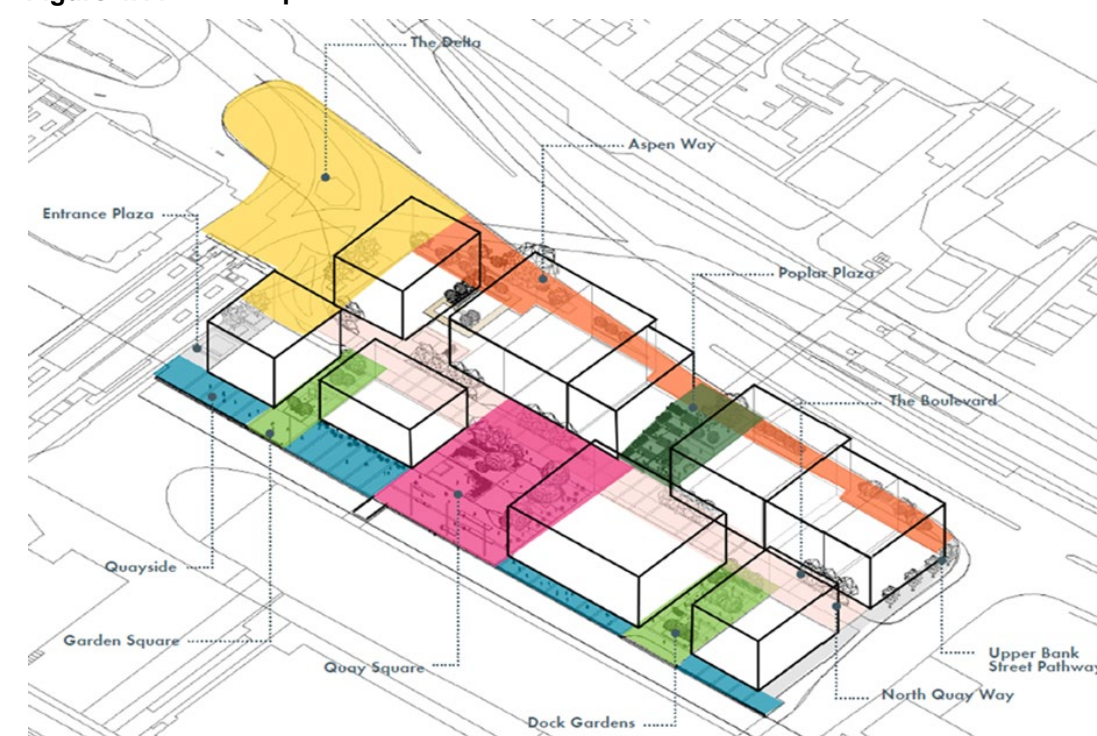 The Delta
Aspen Way
Entrance Plaza
Poplar Plaza
The Boulevard
Quayside
Garden Square
Quay Square
Upper Bank
Street Pathway
North Quay Way
Dock Gardens